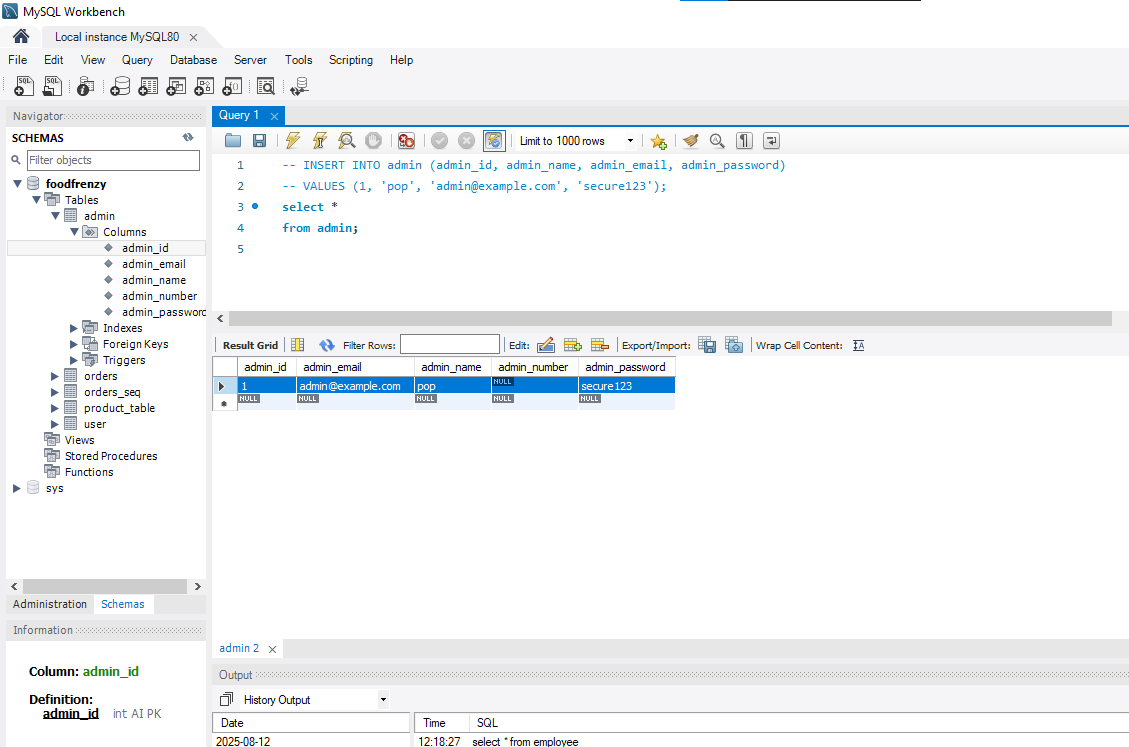 MySQL Workbench
Local instance MySQL80
File Edit View Query Database Server Tools Scripting Help
Navigator
SCHEMAS
Filter objects
foodfrenzy
Tables
admin
Columns
admin_id
admin_email
admin_name
admin_number
admin_password
Indexes
Foreign Keys
Triggers
orders
orders_seq
product_table
user
Views
Stored Procedures
Functions
sys
Administration Schemas
Information
Column: admin_id
Definition:
admin_id int AI PK
Query 1
Limit to 1000 rows
1 -- INSERT INTO admin (admin_id, admin_name, admin_email, admin_password)
2 -- VALUES (1, 'pop', 'admin@example.com', 'secure123');
3 select *
4 from admin;
5
Result Grid Filter Rows: Edit: Export/Import: Wrap Cell Content:
admin_id admin_email admin_name admin_number admin_password
1 admin@example.com pop NULL secure123
NULL NULL NULL NULL NULL
admin 2
Output
History Output
Date Time SQL
2025-08-12 12:18:27 select * from employee